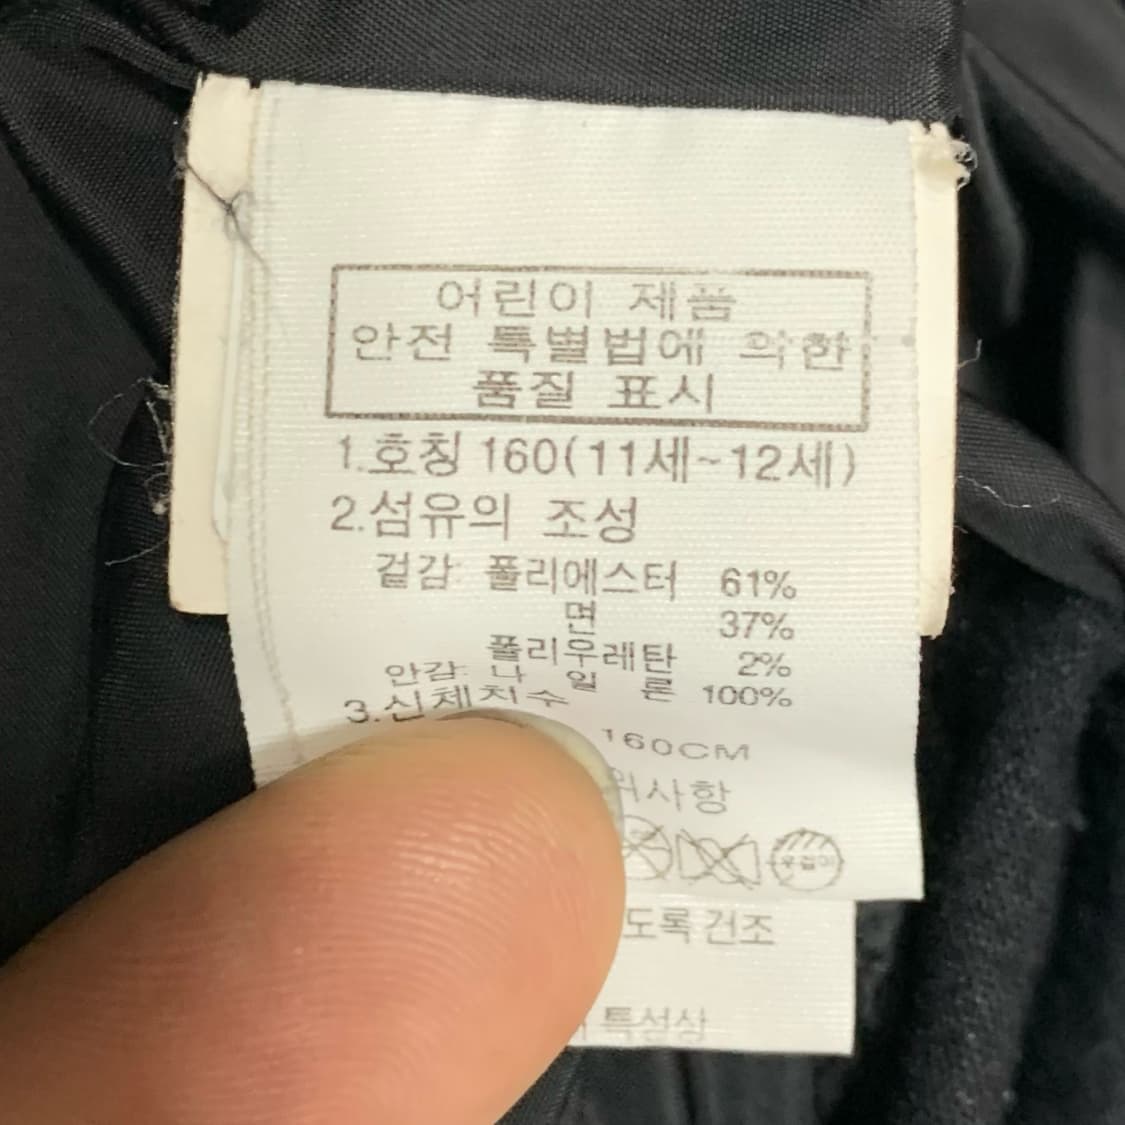 어린이 제품
안전 특별법에 의한
품질 표시
1.호칭 160(11세~12세)
2.섬유의 조성
겉감: 폴리에스터 61%
면 37%
폴리우레탄 2%
안감: 나 일 론 100%
3.신체치수
160CM
사항
옷걸이
도록건조
특성상